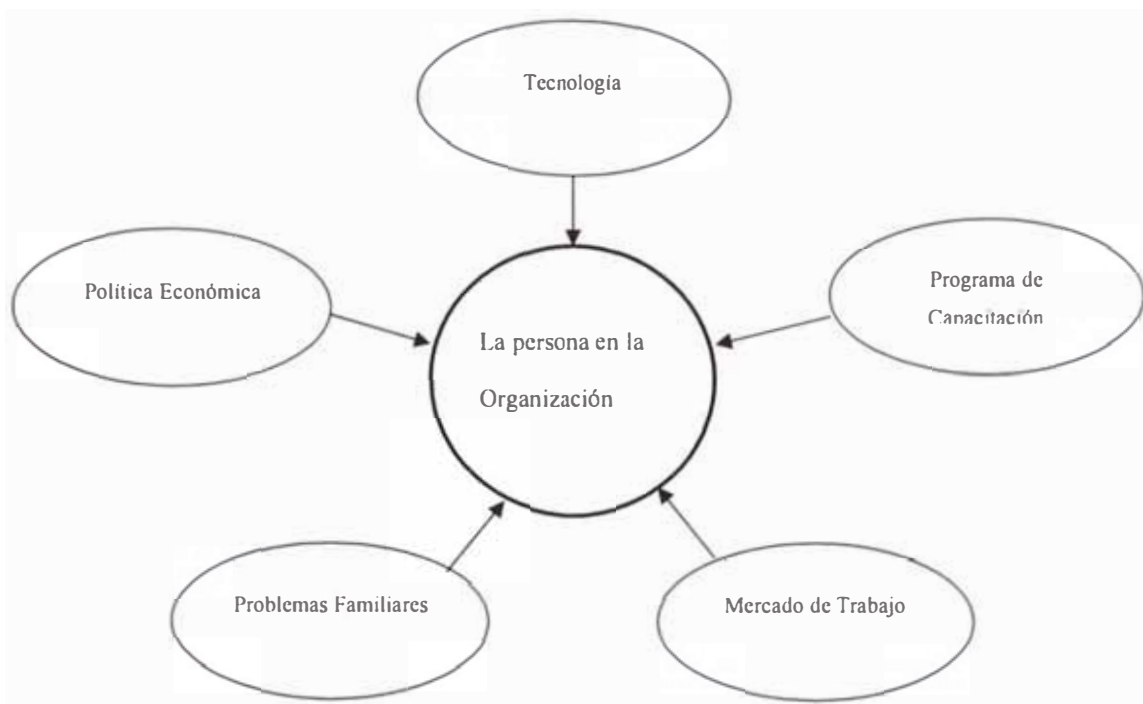 Tecnología
Política Económica
Programa de
Capacitación
La persona en la
Organización
Problemas Familiares
Mercado de Trabajo